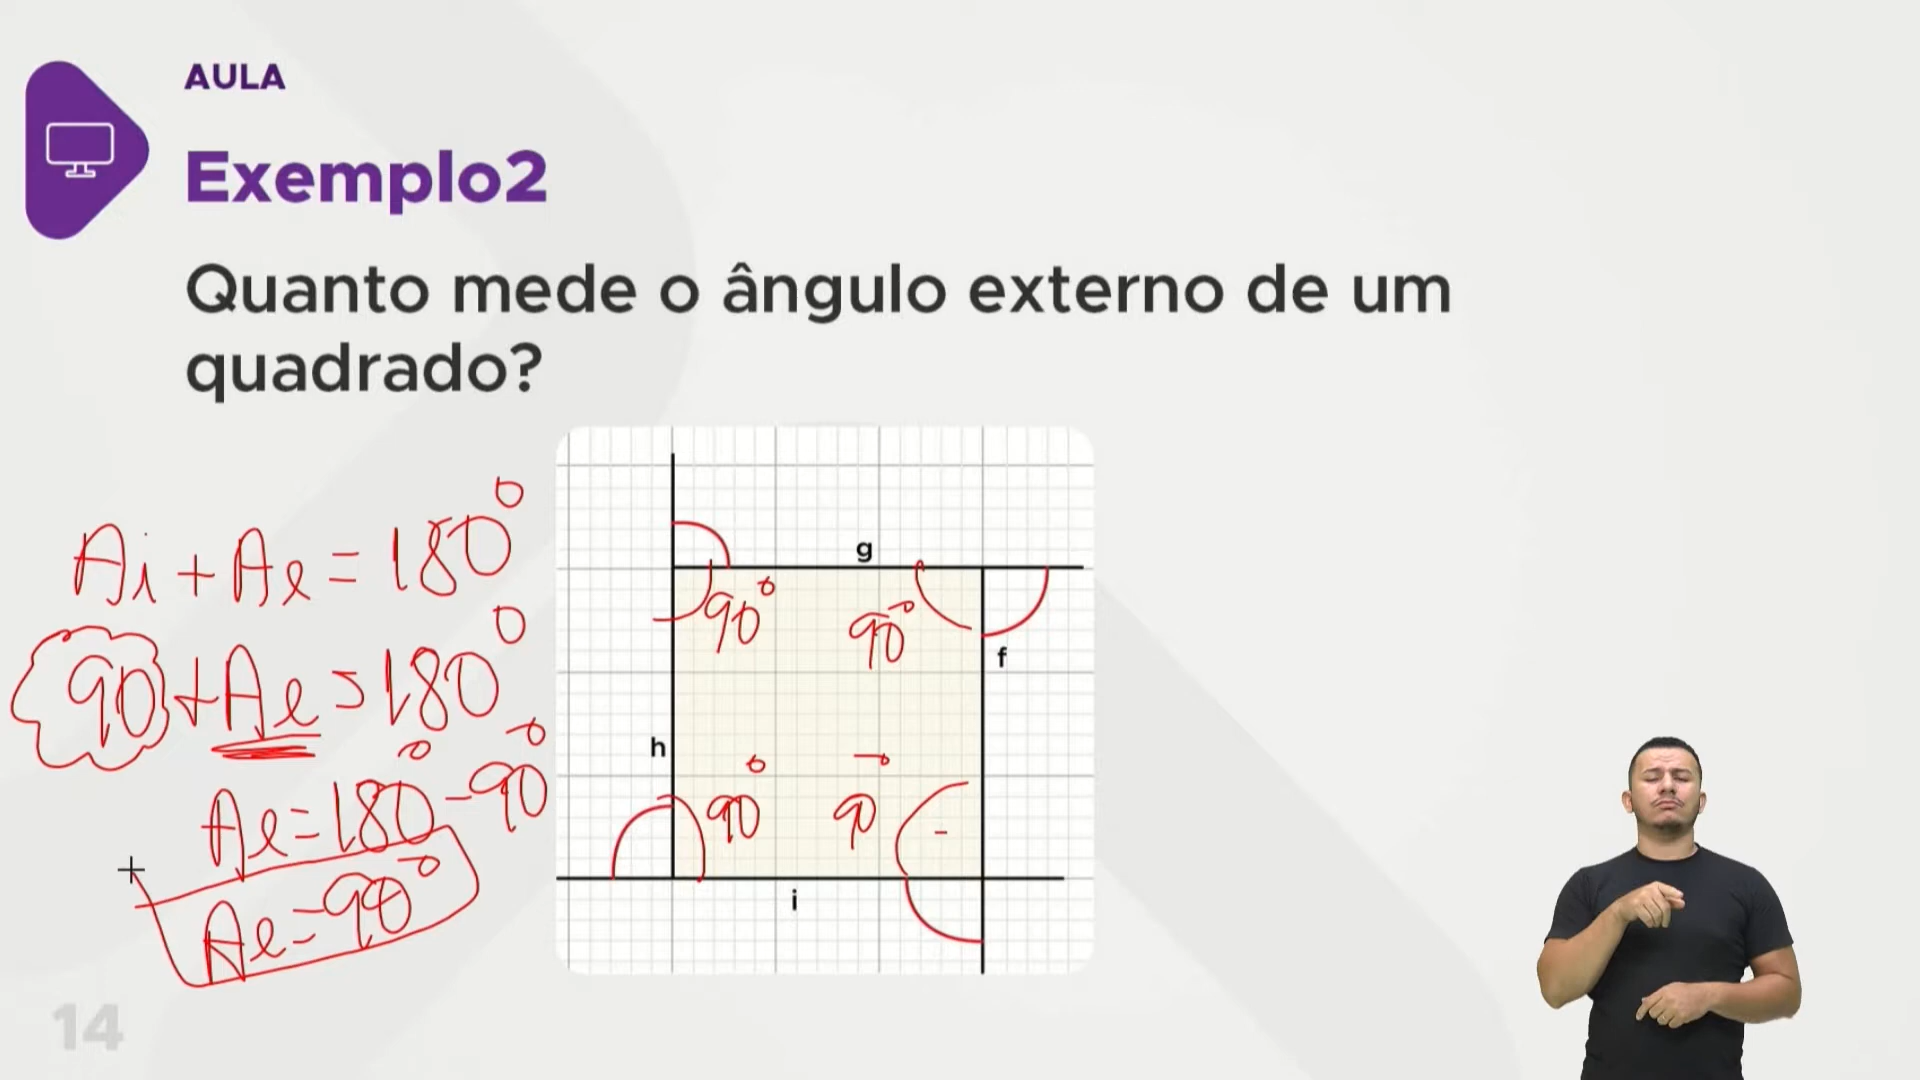 AULA
Exemplo2
Quanto mede o ângulo externo de um
quadrado?
Ai + Ae = 180°
90 + Ae = 180°
Ae = 180° - 90°
Ae = 90°
g
90° 90°
f
h
90° 90°
i
14